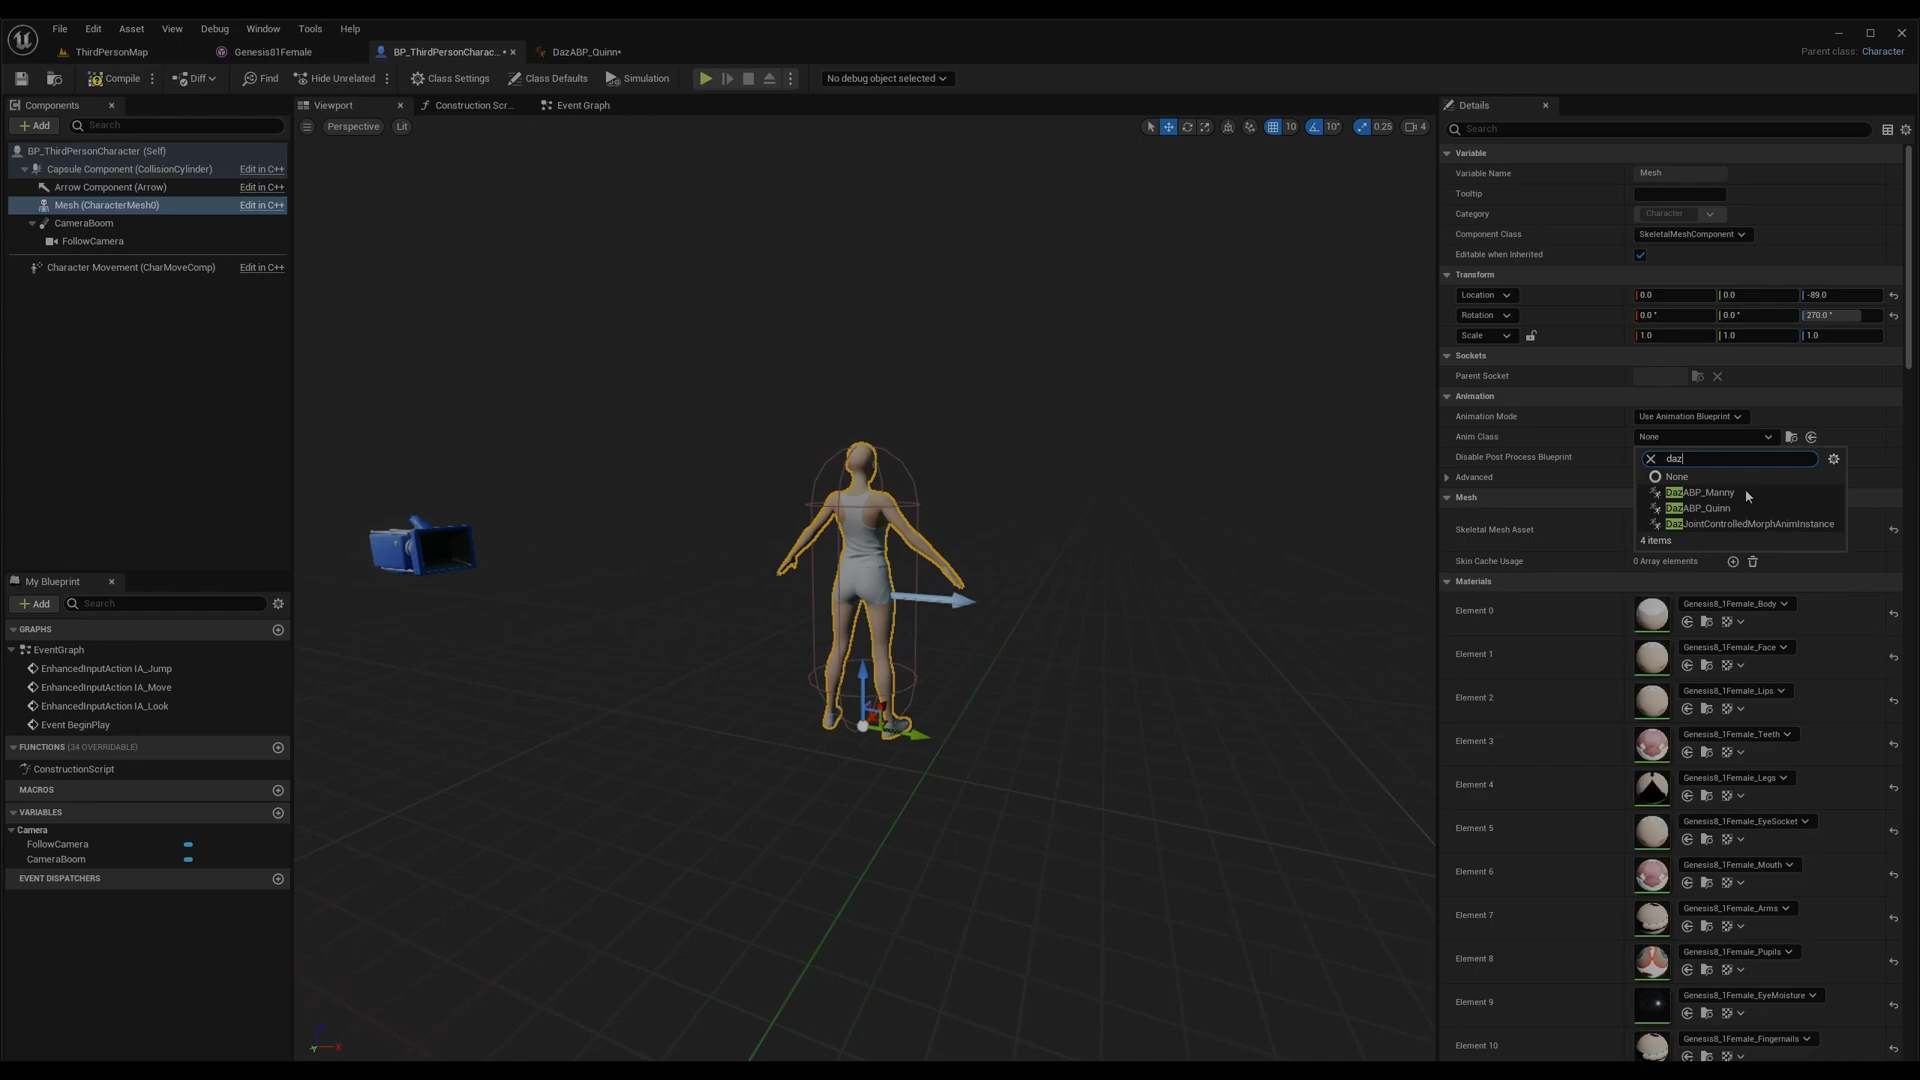 File Edit Asset View Debug Window Tools Help
ThirdPersonMap Genesis81Female BP_ThirdPersonCharac... • DazABP_Quinn•
Parent class: Character
Compile Diff Find Hide Unrelated Class Settings Class Defaults Simulation No debug object selected
Components
Add Search
BP_ThirdPersonCharacter (Self)
Capsule Component (CollisionCylinder) Edit in C++
Arrow Component (Arrow) Edit in C++
Mesh (CharacterMesh0) Edit in C++
CameraBoom
FollowCamera
Character Movement (CharMoveComp) Edit in C++
My Blueprint
Add Search
GRAPHS
EventGraph
EnhancedInputAction IA_Jump
EnhancedInputAction IA_Move
EnhancedInputAction IA_Look
Event BeginPlay
FUNCTIONS (34 OVERRIDABLE)
ConstructionScript
MACROS
VARIABLES
Camera
FollowCamera
CameraBoom
EVENT DISPATCHERS
Viewport Construction Scr... Event Graph
Perspective Lit 10 10° 0.25 4
Z
Y X
Details
Search
Variable
Variable Name Mesh
Tooltip
Category Character
Component Class SkeletalMeshComponent
Editable when Inherited
Transform
Location 0.0 0.0 -89.0
Rotation 0.0 ° 0.0 ° 270.0 °
Scale 1.0 1.0 1.0
Sockets
Parent Socket
Animation
Animation Mode Use Animation Blueprint
Anim Class None
Disable Post Process Blueprint
Advanced
daz
None
DazABP_Manny
DazABP_Quinn
DazJointControlledMorphAnimInstance
4 items
Mesh
Skeletal Mesh Asset
Skin Cache Usage 0 Array elements
Materials
Element 0 Genesis8_1Female_Body
Element 1 Genesis8_1Female_Face
Element 2 Genesis8_1Female_Lips
Element 3 Genesis8_1Female_Teeth
Element 4 Genesis8_1Female_Legs
Element 5 Genesis8_1Female_EyeSocket
Element 6 Genesis8_1Female_Mouth
Element 7 Genesis8_1Female_Arms
Element 8 Genesis8_1Female_Pupils
Element 9 Genesis8_1Female_EyeMoisture
Element 10 Genesis8_1Female_Fingernails